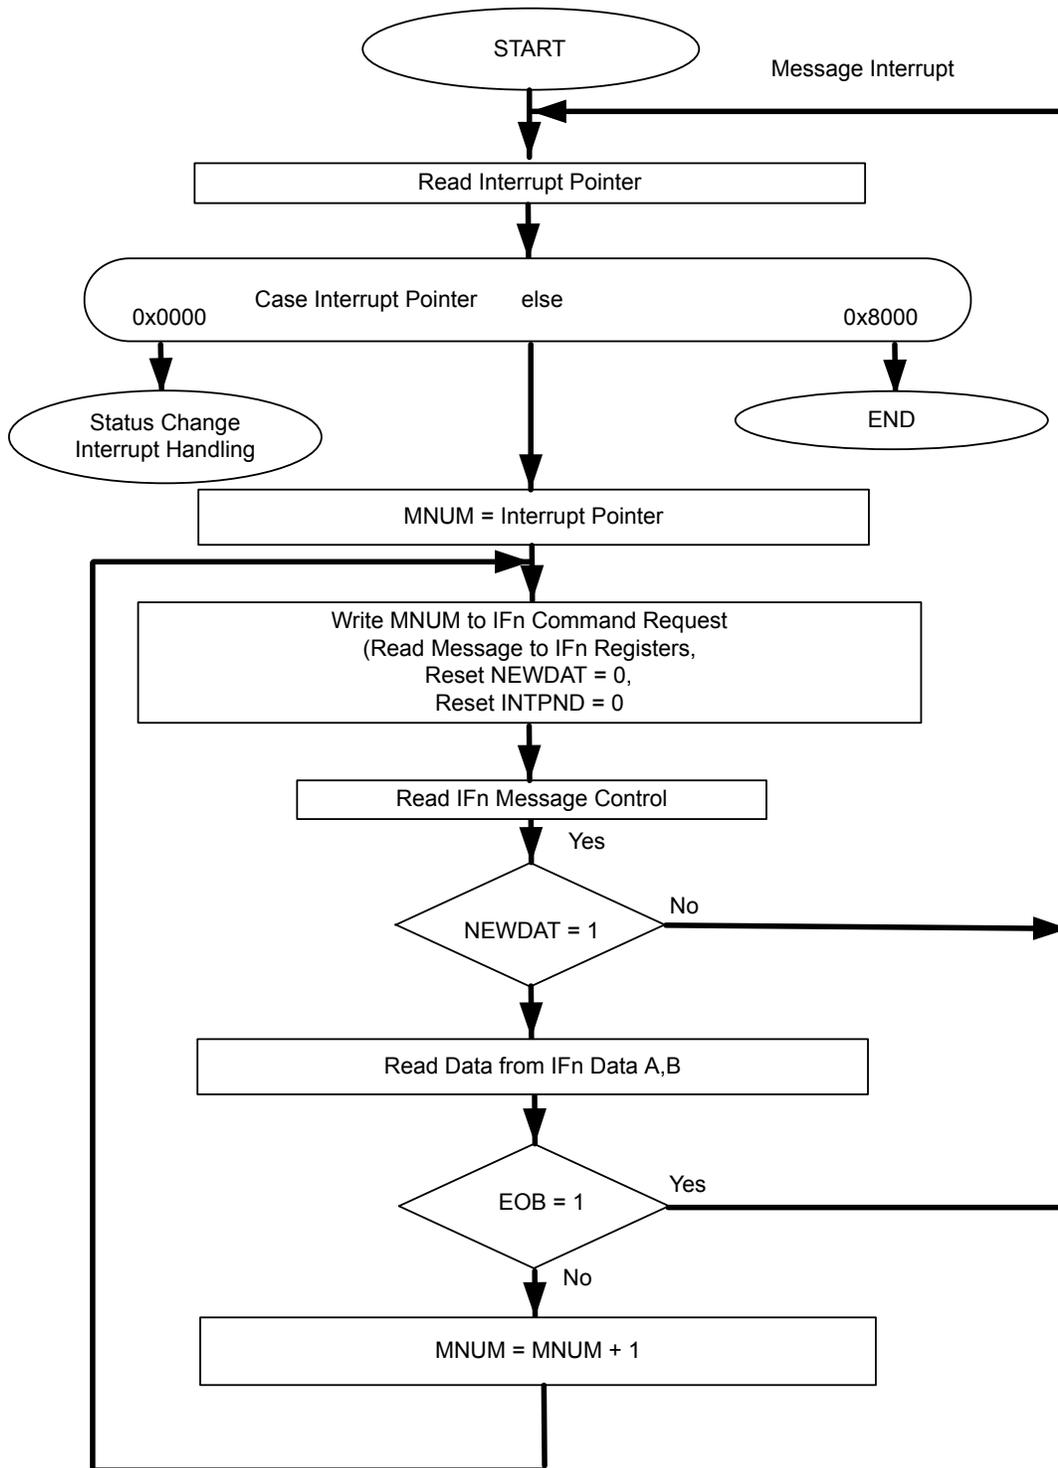 START
Message Interrupt
Read Interrupt Pointer
Case Interrupt Pointer else
0x0000 0x8000
Status Change
Interrupt Handling
END
MNUM = Interrupt Pointer
Write MNUM to IFn Command Request
(Read Message to IFn Registers,
Reset NEWDAT = 0,
Reset INTPND = 0
Read IFn Message Control
Yes
No
NEWDAT = 1
Read Data from IFn Data A,B
Yes
EOB = 1
No
MNUM = MNUM + 1